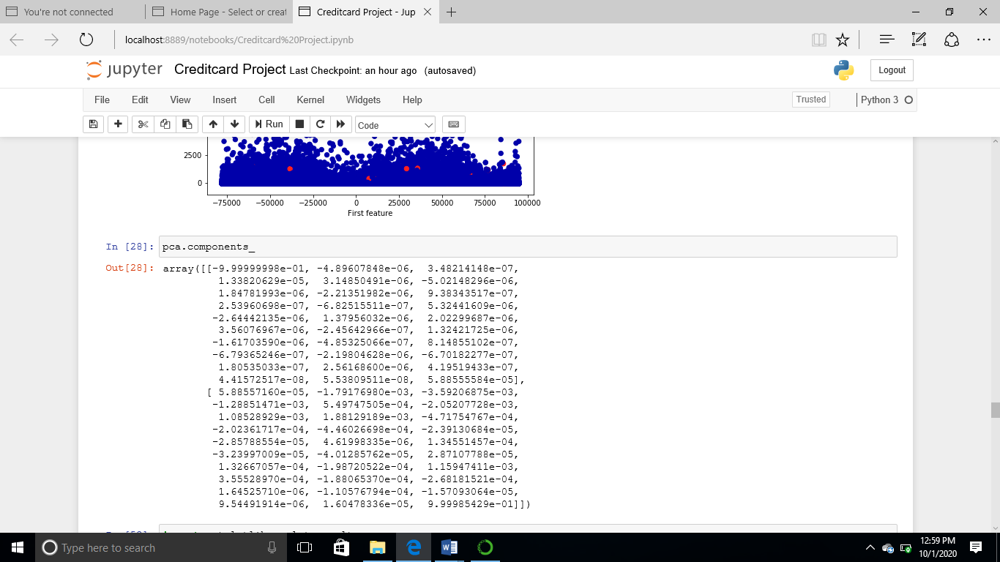 You're not connected
Home Page - Select or creat
Creditcard Project - Jup
localhost:8889/notebooks/Creditcard%20Project.ipynb
jupyter Creditcard Project Last Checkpoint: an hour ago (autosaved)
Logout
File Edit View Insert Cell Kernel Widgets Help
Trusted
Python 3
Run
Code
2500
0
−75000 −50000 −25000 0 25000 50000 75000 100000
First feature
In [28]: pca.components_
Out[28]: array([[-9.99999998e-01, -4.89607848e-06, 3.48214148e-07,
1.33820629e-05, 3.14850491e-06, -5.02148296e-06,
1.84781993e-06, -2.21351982e-06, 9.38343517e-07,
2.53960698e-07, -6.82515511e-07, 5.32441609e-06,
-2.64442135e-06, 1.37956032e-06, 2.02299687e-06,
3.56076967e-06, -2.45642966e-07, 1.32421725e-06,
-1.61703590e-06, -4.85325066e-07, 8.14855102e-07,
-6.79365246e-07, -2.19804628e-06, -6.70182277e-07,
1.80535033e-07, 2.56168600e-06, 4.19519433e-07,
4.41572517e-08, 5.53809511e-08, 5.88555584e-05],
[ 5.88557160e-05, -1.79176980e-03, -3.59206875e-03,
-1.28851471e-03, 5.49747505e-04, -2.05207728e-03,
1.08528929e-03, 1.88129189e-03, -4.71754767e-04,
-2.02361717e-04, -4.46026698e-04, -2.39130684e-05,
-2.85788554e-05, 4.61998335e-06, 1.34551457e-04,
-3.23997009e-05, -4.01285762e-05, 2.87107788e-05,
1.32667057e-04, -1.98720522e-04, 1.15947411e-03,
3.55528970e-04, -1.88065370e-04, -2.68181521e-04,
1.64525710e-06, -1.10576794e-04, -1.57093064e-05,
9.54491914e-06, 1.60478336e-05, 9.99985429e-01]])
Type here to search
12:59 PM
10/1/2020